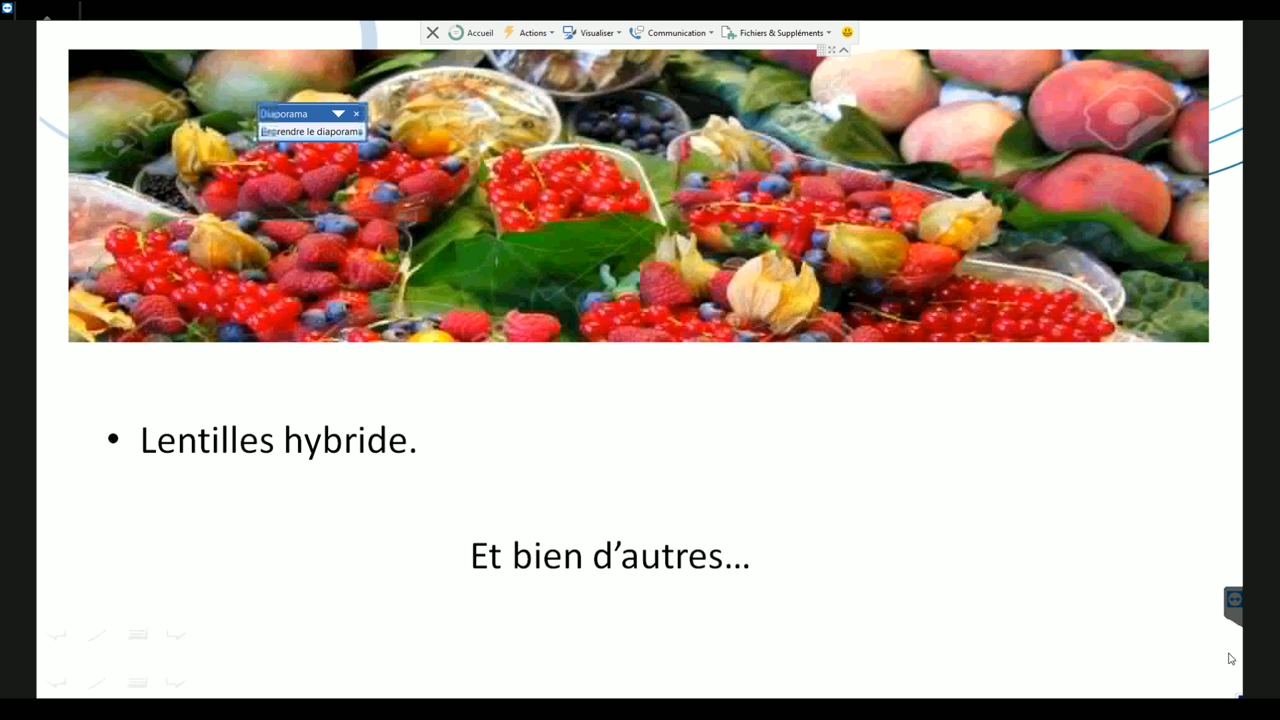 Accueil
Actions
Visualiser
Communication
Fichiers & Suppléments
Diaporama
Reprendre le diaporama
• Lentilles hybride.
Et bien d’autres…